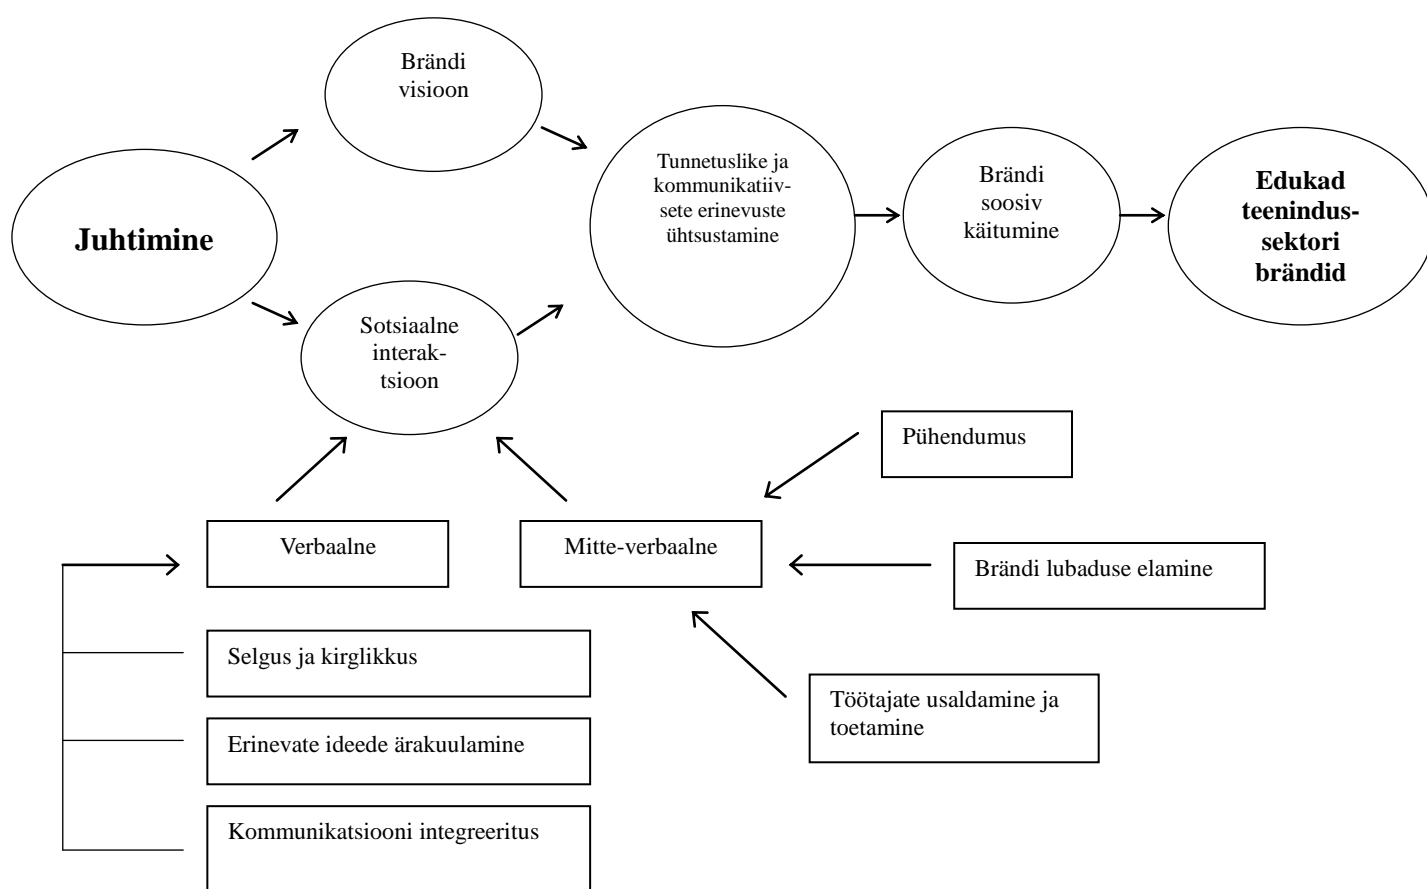 Brändi
visioon
Juhtimine
Sotsiaalne
interak-
tsioon
Tunnetuslike ja
kommunikatiiv-
sete erinevuste
ühtsustamine
Brändi
soosiv
käitumine
Edukad
teenindus-
sektori
brändid
Pühendumus
Verbaalne
Mitte-verbaalne
Brändi lubaduse elamine
Selgus ja kirglikkus
Töötajate usaldamine ja
toetamine
Erinevate ideede ärakuulamine
Kommunikatsiooni integreeritus